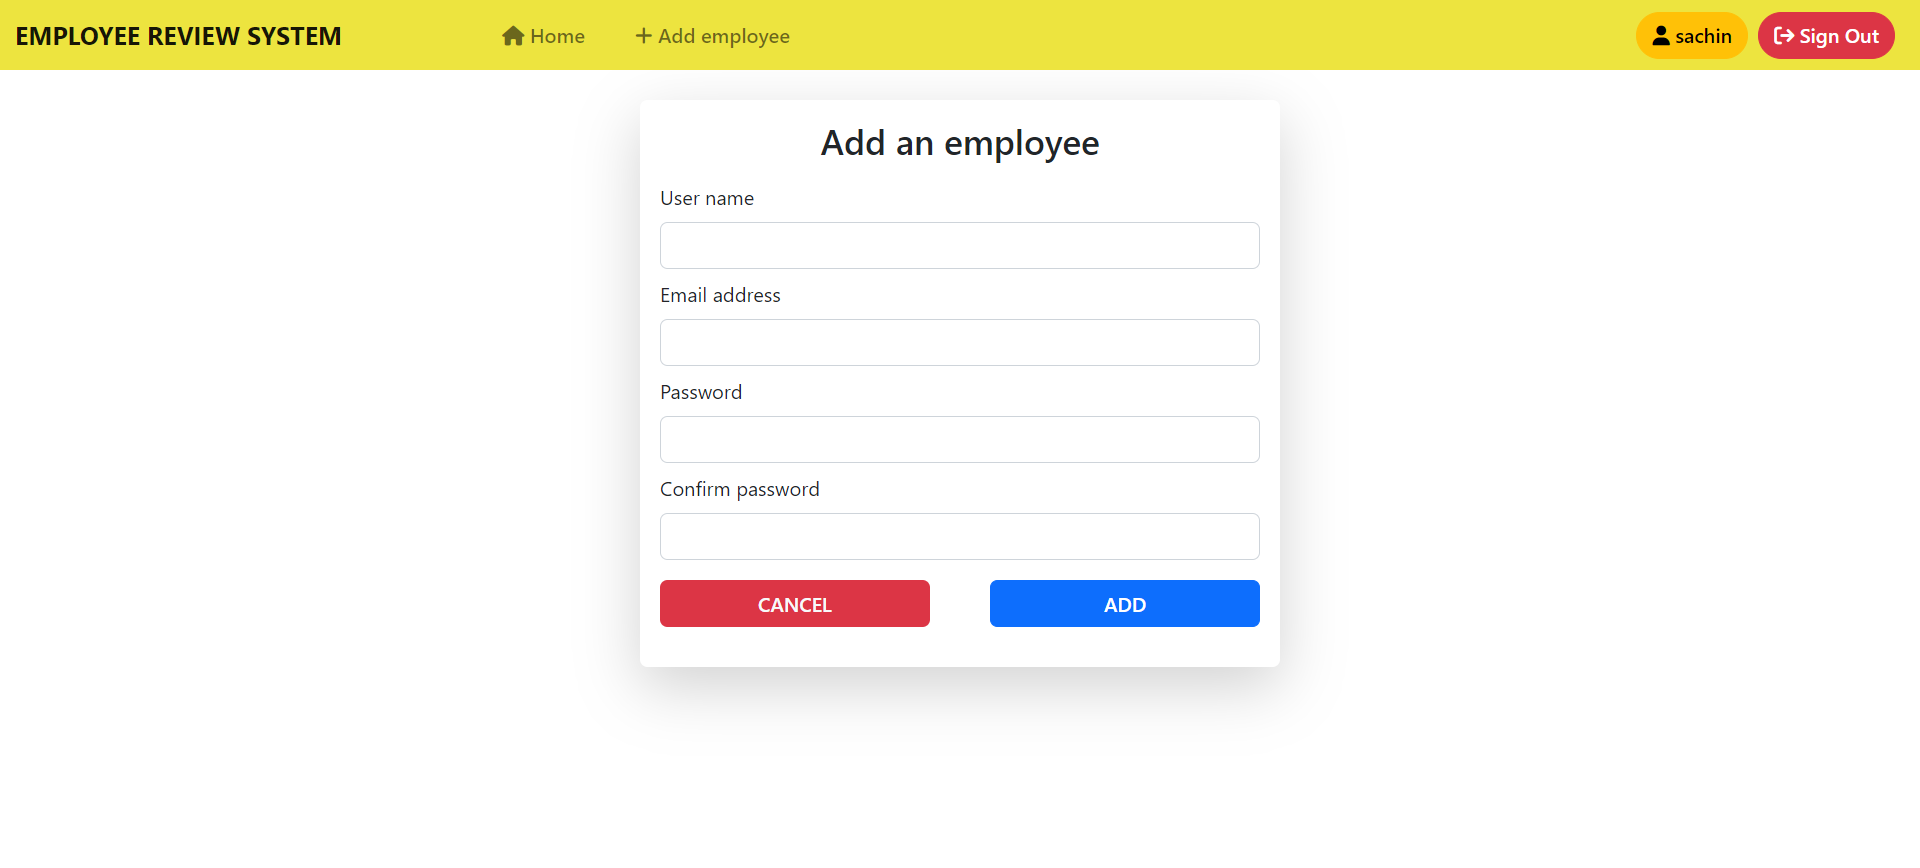 EMPLOYEE REVIEW SYSTEM
Home
Add employee
sachin
Sign Out
Add an employee
User name
Email address
Password
Confirm password
CANCEL
ADD